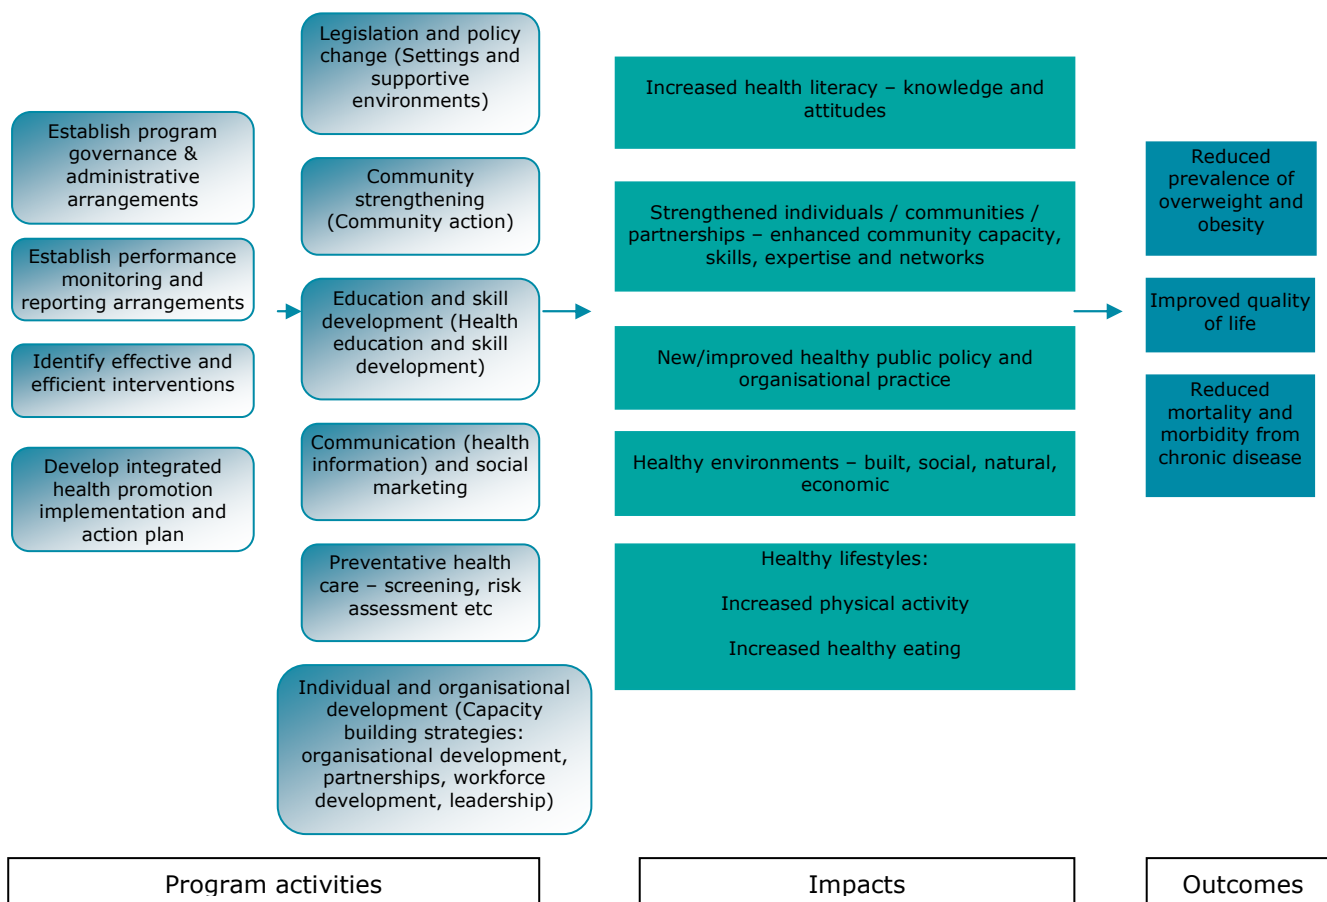 Establish program
governance &
administrative
arrangements
Establish performance
monitoring and
reporting arrangements
Identify effective and
efficient interventions
Develop integrated
health promotion
implementation and
action plan
Legislation and policy
change (Settings and
supportive
environments)
Community
strengthening
(Community action)
Education and skill
development (Health
education and skill
development)
Communication (health
information) and social
marketing
Preventative health
care – screening, risk
assessment etc
Individual and organisational
development (Capacity
building strategies:
organisational development,
partnerships, workforce
development, leadership)
Increased health literacy – knowledge and
attitudes
Strengthened individuals / communities /
partnerships – enhanced community capacity,
skills, expertise and networks
New/improved healthy public policy and
organisational practice
Healthy environments – built, social, natural,
economic
Healthy lifestyles:
Increased physical activity
Increased healthy eating
Reduced
prevalence of
overweight and
obesity
Improved quality
of life
Reduced
mortality and
morbidity from
chronic disease
Program activities
Impacts
Outcomes